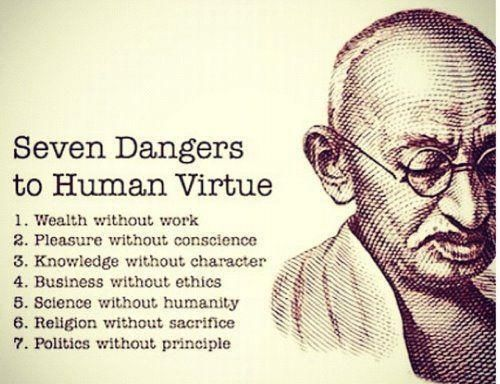 Seven Dangers
to Human Virtue
1. Wealth without work
2. Pleasure without conscience
3. Knowledge without character
4. Business without ethics
5. Science without humanity
6. Religion without sacrifice
7. Politics without principle